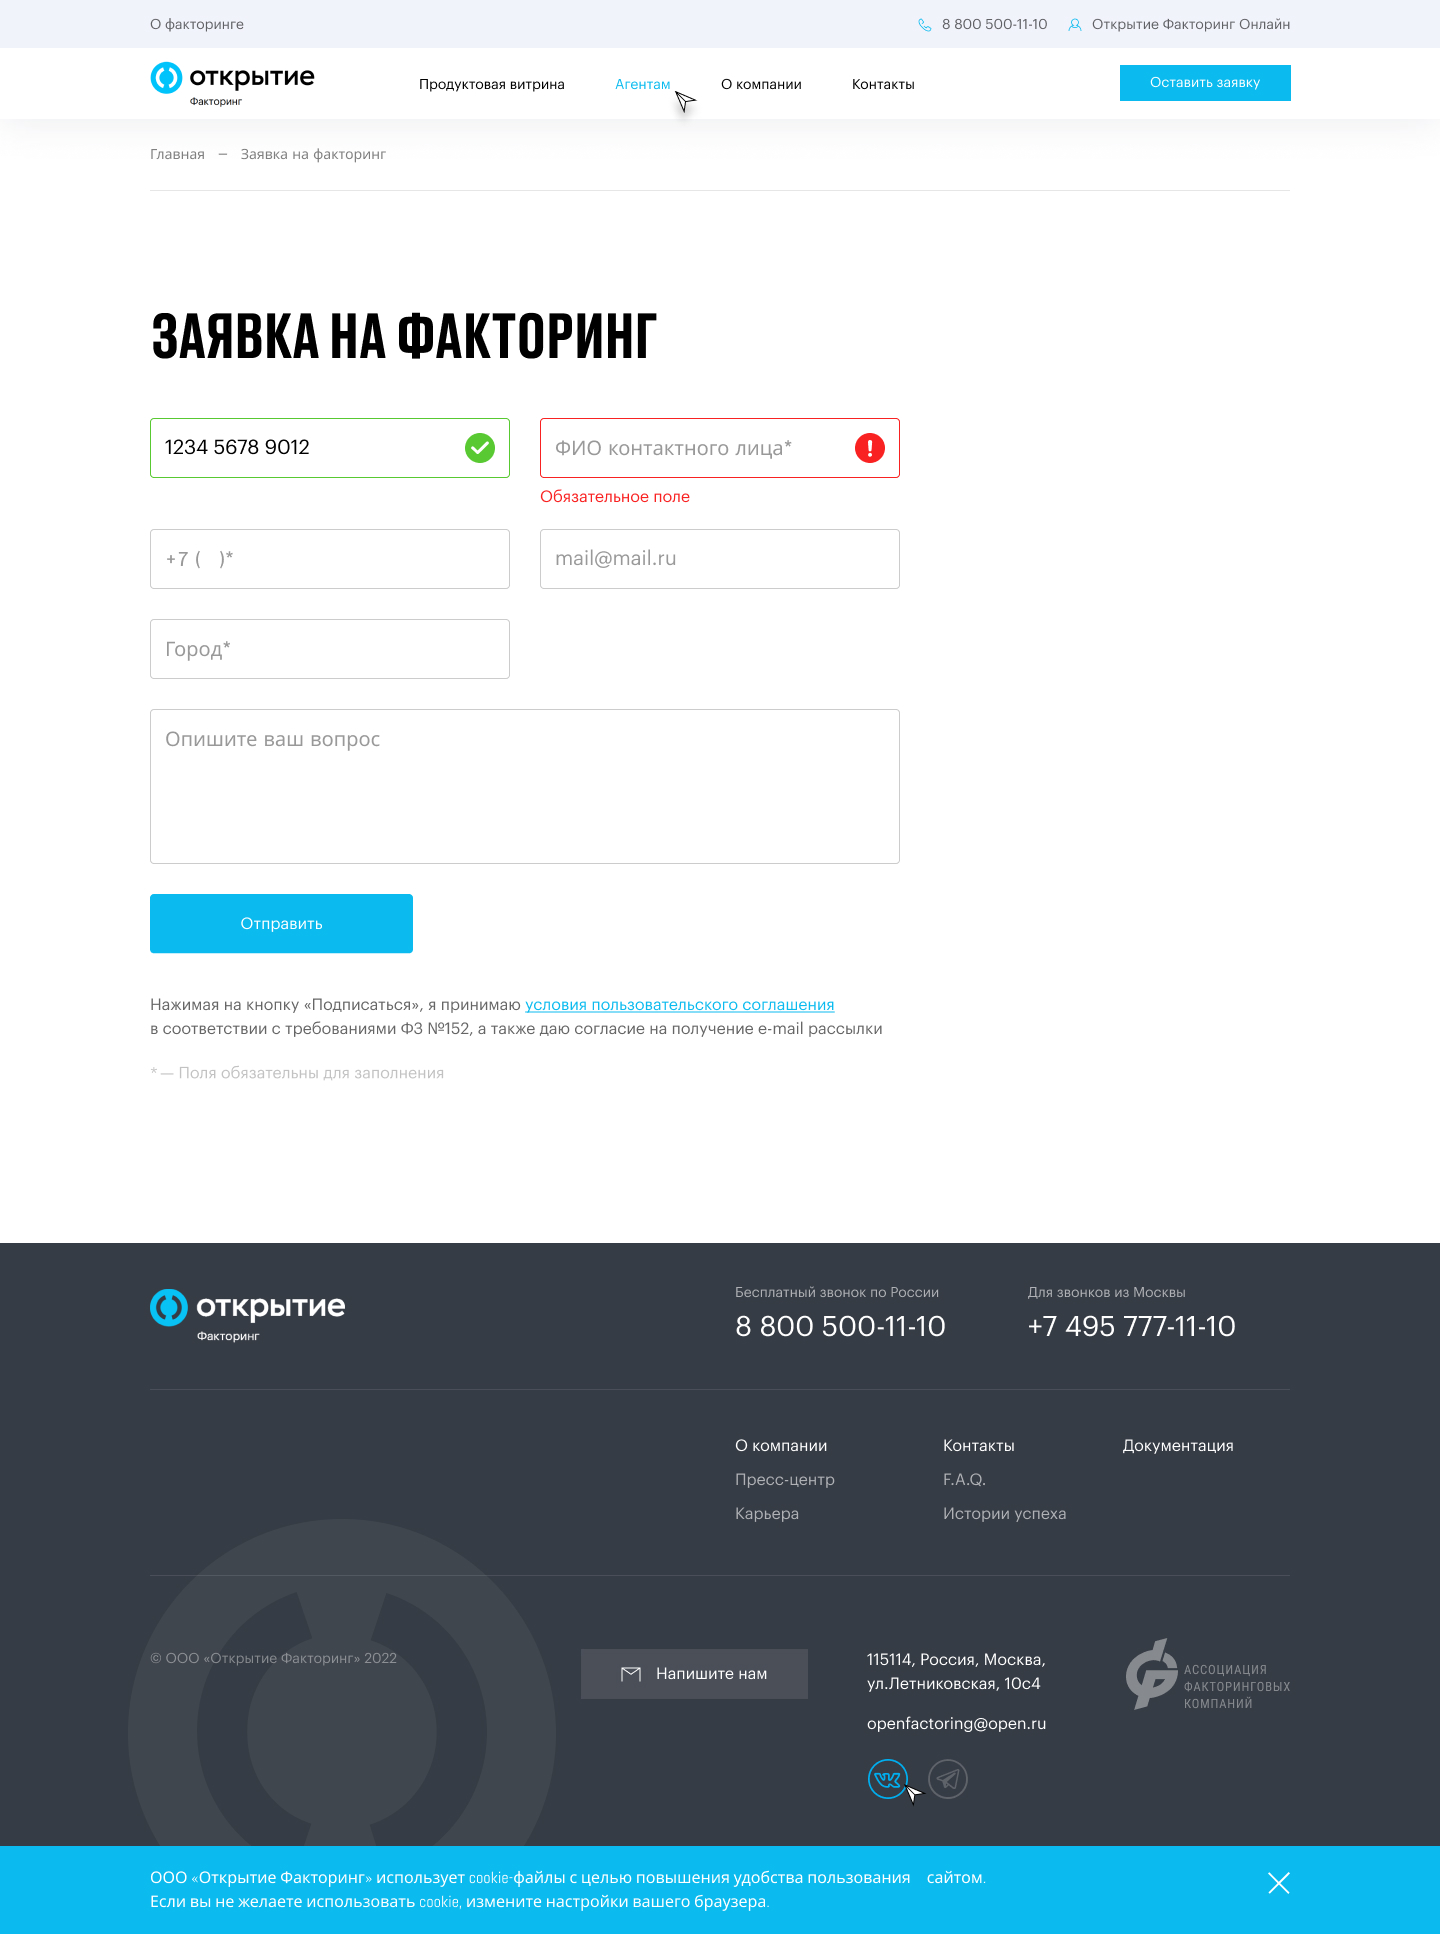 О факторинге
8 800 500-11-10
Открытие Факторинг Онлайн
открытие
Факторинг
Продуктовая витрина
Агентам
О компании
Контакты
Оставить заявку
Главная — Заявка на факторинг
ЗАЯВКА НА ФАКТОРИНГ
1234 5678 9012
ФИО контактного лица*
Обязательное поле
+7 (   )*
mail@mail.ru
Город*
Опишите ваш вопрос
Отправить
Нажимая на кнопку «Подписаться», я принимаю условия пользовательского соглашения
в соответствии с требованиями ФЗ №152, а также даю согласие на получение e-mail рассылки
* — Поля обязательны для заполнения
открытие
Факторинг
Бесплатный звонок по России
8 800 500-11-10
Для звонков из Москвы
+7 495 777-11-10
О компании
Контакты
Документация
Пресс-центр
F.A.Q.
Карьера
Истории успеха
© ООО «Открытие Факторинг» 2022
Напишите нам
115114, Россия, Москва,
ул.Летниковская, 10с4
openfactoring@open.ru
АССОЦИАЦИЯ
ФАКТОРИНГОВЫХ
КОМПАНИЙ
ООО «Открытие Факторинг» использует cookie-файлы с целью повышения удобства пользования сайтом.
Если вы не желаете использовать cookie, измените настройки вашего браузера.